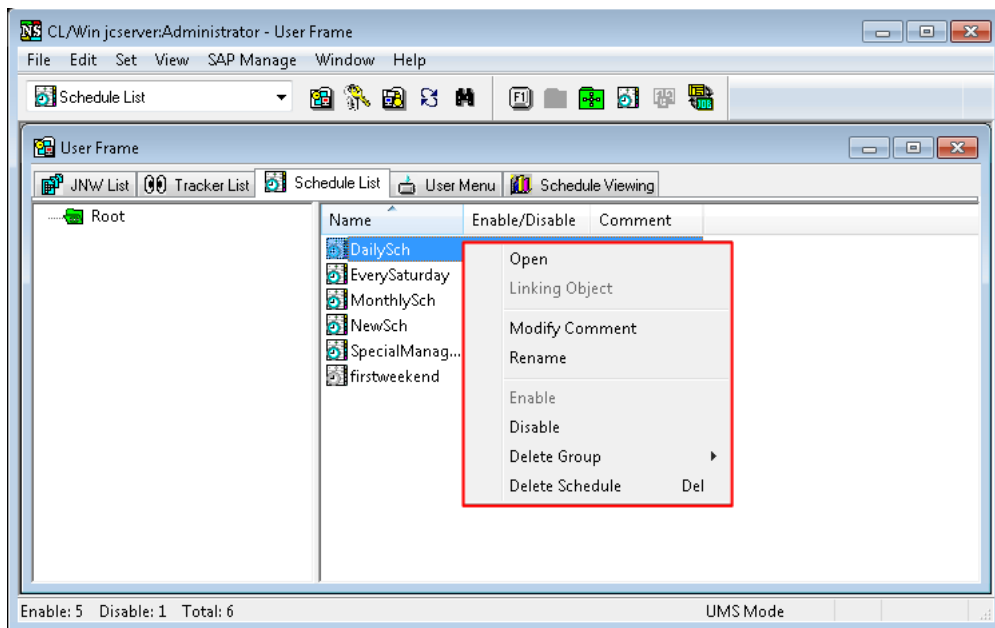 CL/Win jcserver:Administrator - User Frame
File Edit Set View SAP Manage Window Help
Schedule List
F1
User Frame
JNW List Tracker List Schedule List User Menu Schedule Viewing
Root
Name Enable/Disable Comment
DailySch
EverySaturday
MonthlySch
NewSch
SpecialManag...
firstweekend
Open
Linking Object
Modify Comment
Rename
Enable
Disable
Delete Group
Delete Schedule Del
Enable: 5 Disable: 1 Total: 6 UMS Mode